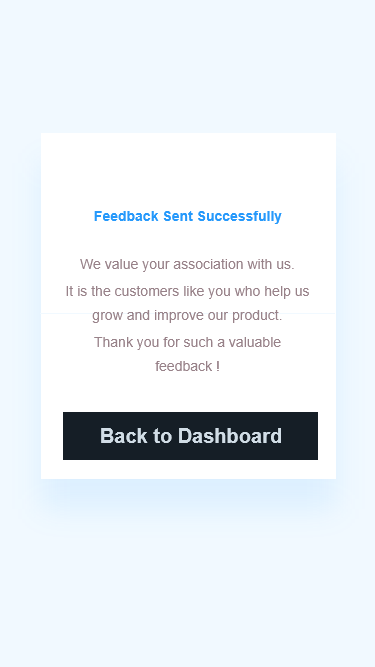 Feedback Sent Successfully
We value your association with us.
It is the customers like you who help us
grow and improve our product.
Thank you for such a valuable
feedback !
Back to Dashboard